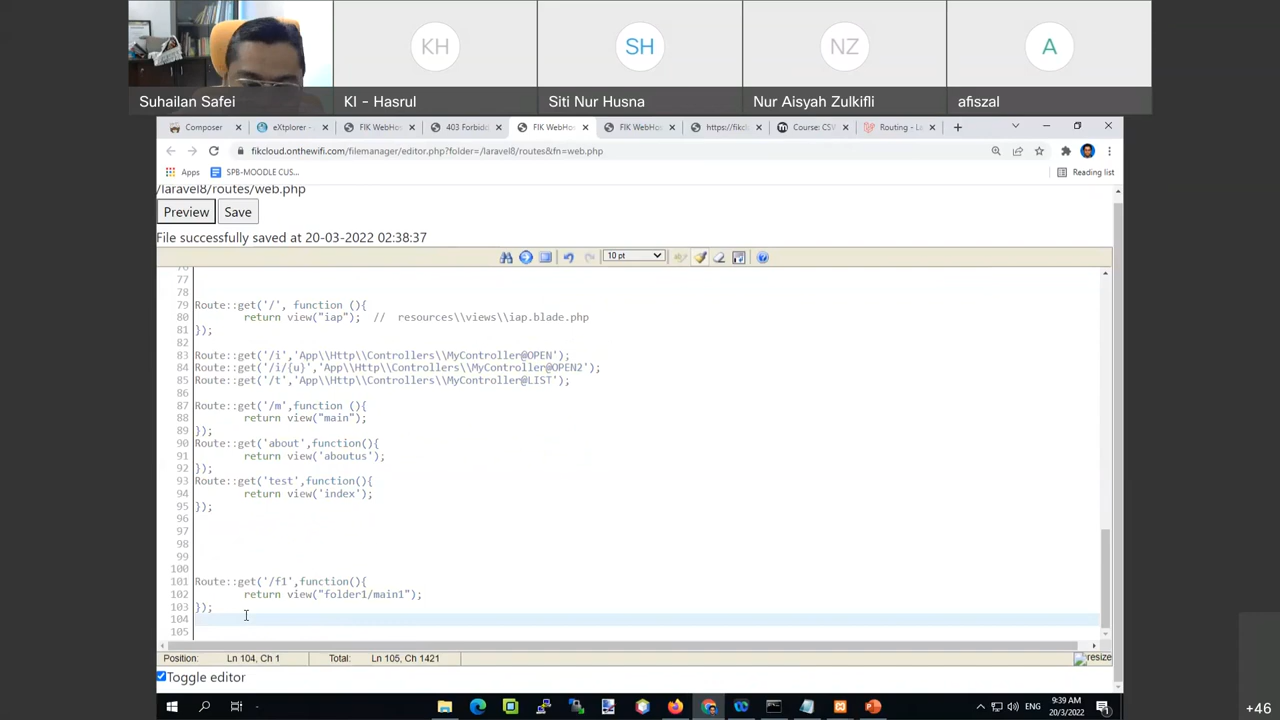 KH
SH
NZ
A
Suhailan Safei
KI - Hasrul
Siti Nur Husna
Nur Aisyah Zulkifli
afiszal
Composer
eXtplorer -
FIK WebHos
403 Forbidd
FIK WebHos
FIK WebHos
https://fikcl
Course: CSV
Routing - La
fikcloud.onthewifi.com/filemanager/editor.php?folder=/laravel8/routes&fn=web.php
Apps
SPB-MOODLE CUS...
Reading list
/laravel8/routes/web.php
Preview
Save
File successfully saved at 20-03-2022 02:38:37
10 pt
76
77
78
79 Route::get('/', function (){
80 return view("iap"); // resources\\views\\iap.blade.php
81 });
82
83 Route::get('/i','App\\Http\\Controllers\\MyController@OPEN');
84 Route::get('/i/{u}','App\\Http\\Controllers\\MyController@OPEN2');
85 Route::get('/t','App\\Http\\Controllers\\MyController@LIST');
86
87 Route::get('/m',function (){
88 return view("main");
89 });
90 Route::get('about',function(){
91 return view('aboutus');
92 });
93 Route::get('test',function(){
94 return view('index');
95 });
96
97
98
99
100
101 Route::get('/f1',function(){
102 return view("folder1/main1");
103 });
104
105
Position: Ln 104, Ch 1 Total: Ln 105, Ch 1421
resize
Toggle editor
ENG
9:39 AM
20/3/2022
+46